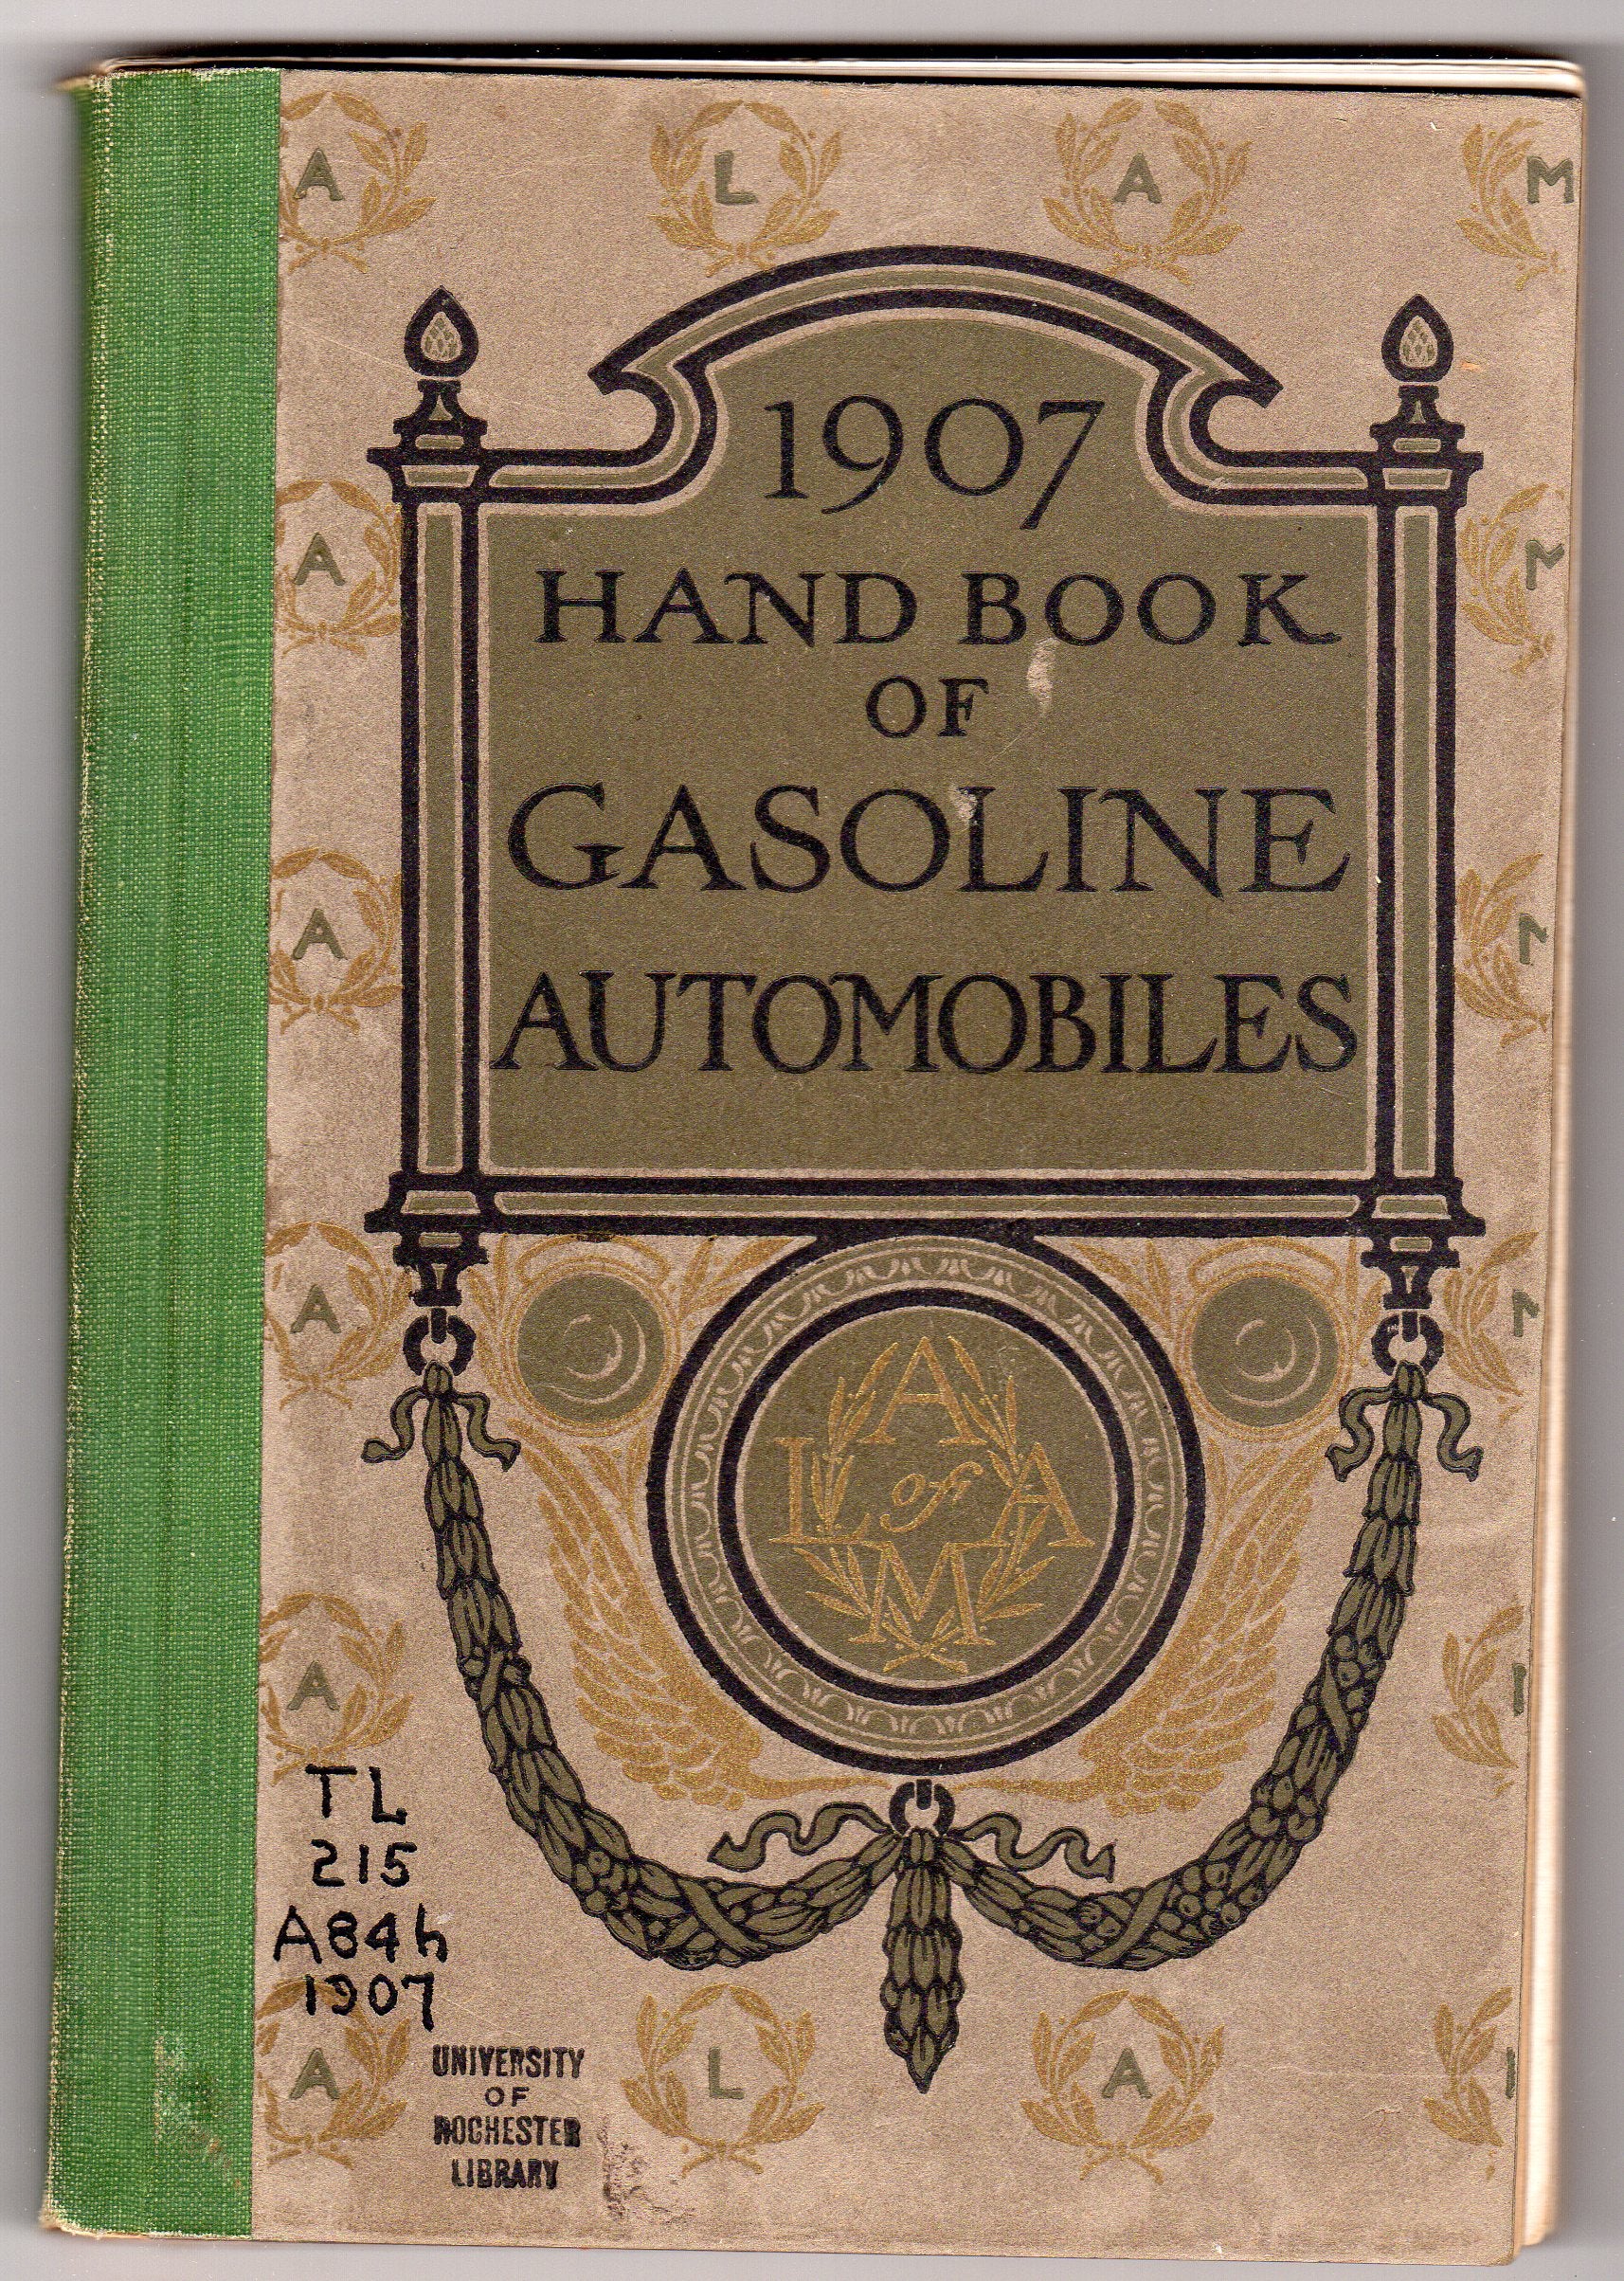 A L A M
1907
HAND BOOK
OF
GASOLINE
AUTOMOBILES
A
A
A
A
M
A
L of A
M
TL
215
A84h
1907
UNIVERSITY
OF
ROCHESTER
LIBRARY
A L A